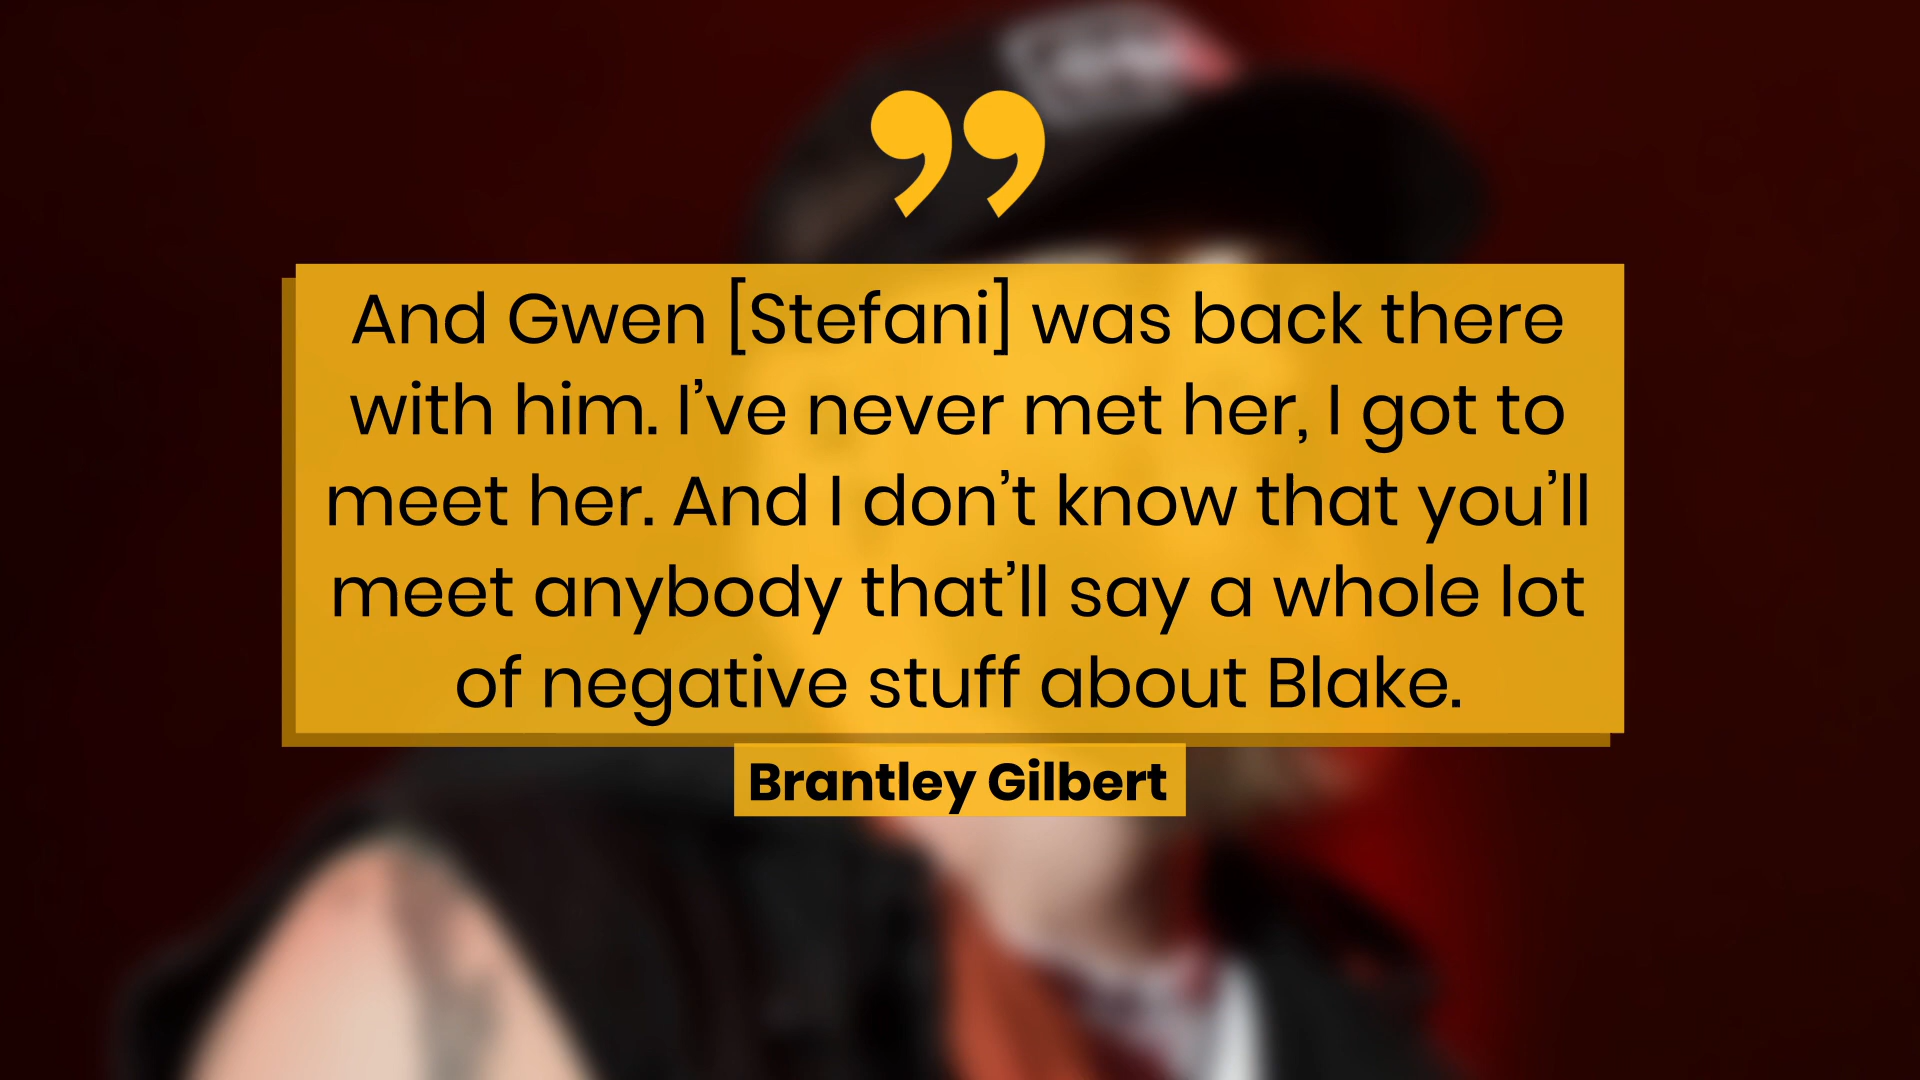 ”
And Gwen [Stefani] was back there
with him. I’ve never met her, I got to
meet her. And I don’t know that you’ll
meet anybody that’ll say a whole lot
of negative stuff about Blake.
Brantley Gilbert